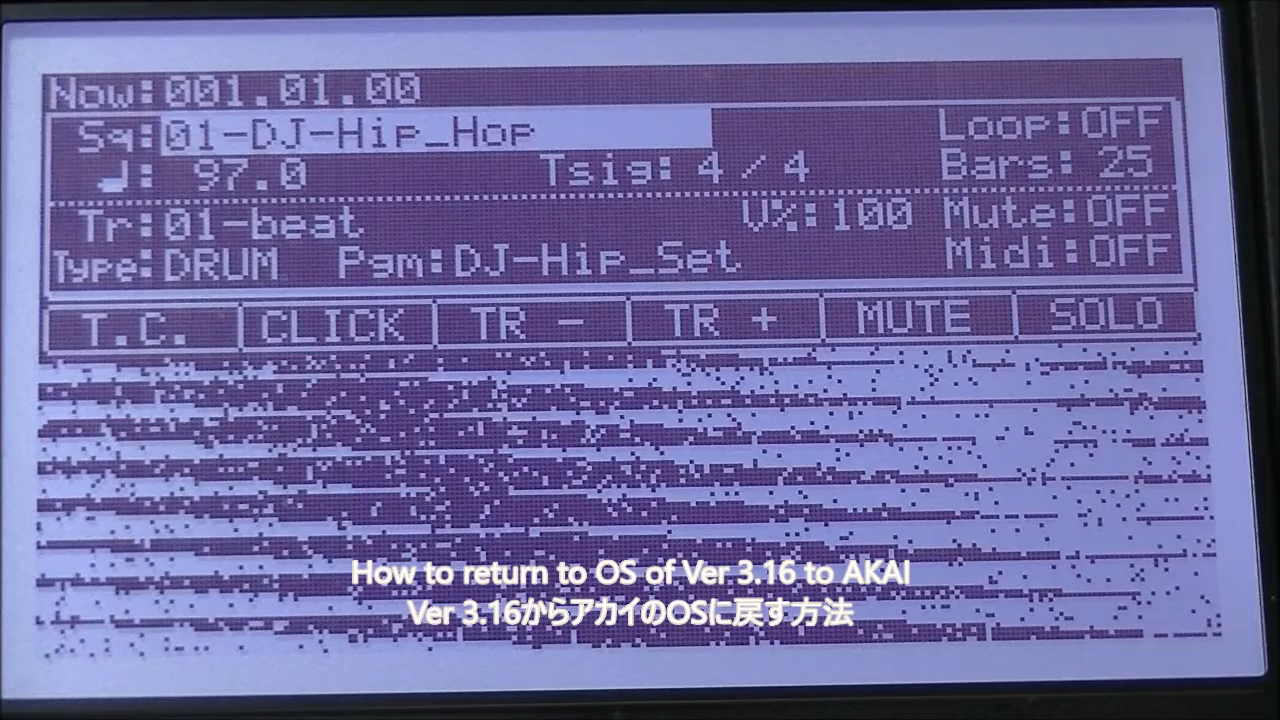 Now:001.01.00
Sq:01-DJ-Hip_Hop Loop:OFF
♩: 97.0 Tsig: 4/4 Bars: 25
Tr:01-beat V%:100 Mute:OFF
Type:DRUM Pgm:DJ-Hip_Set Midi:OFF
T.C. CLICK TR - TR + MUTE SOLO
How to return to OS of Ver 3.16 to AKAI
Ver 3.16からアカイのOSに戻す方法